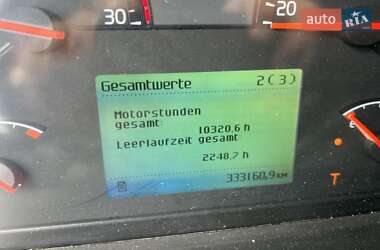 30
20
auto RIA
Gesamtwerte 2(3)
Motorstunden
gesamt:
10320,6 h
Leerlaufzeit gesamt:
2248,7 h
333160,9 KM
T